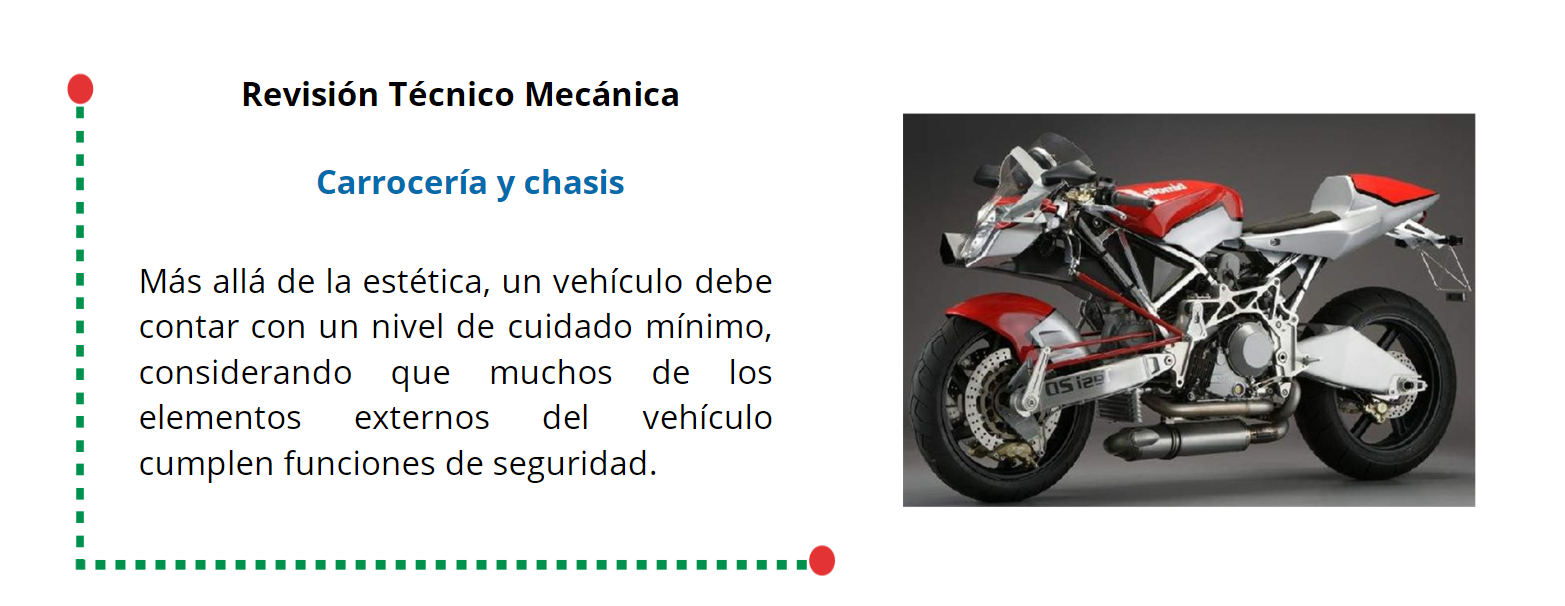 Revisión Técnico Mecánica
Carrocería y chasis
Más allá de la estética, un vehículo debe
contar con un nivel de cuidado mínimo,
considerando que muchos de los
elementos externos del vehículo
cumplen funciones de seguridad.